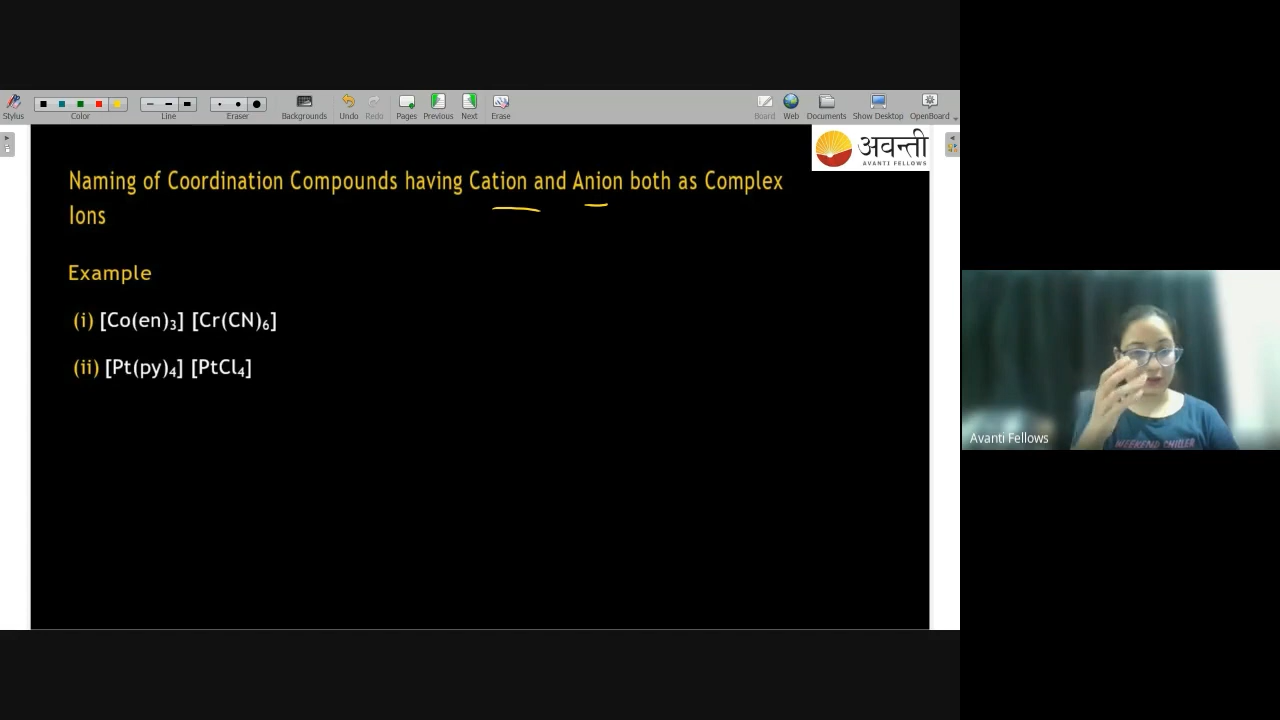 Stylus
Color
Line
Eraser
Backgrounds
Undo
Redo
Pages
Previous
Next
Erase
Board
Web
Documents
Show Desktop
OpenBoard
अवन्ती
AVANTI FELLOWS
Naming of Coordination Compounds having Cation and Anion both as Complex
Ions
Example
(i) [Co(en)₃] [Cr(CN)₆]
(ii) [Pt(py)₄] [PtCl₄]
Avanti Fellows
WEEKEND CHILLER